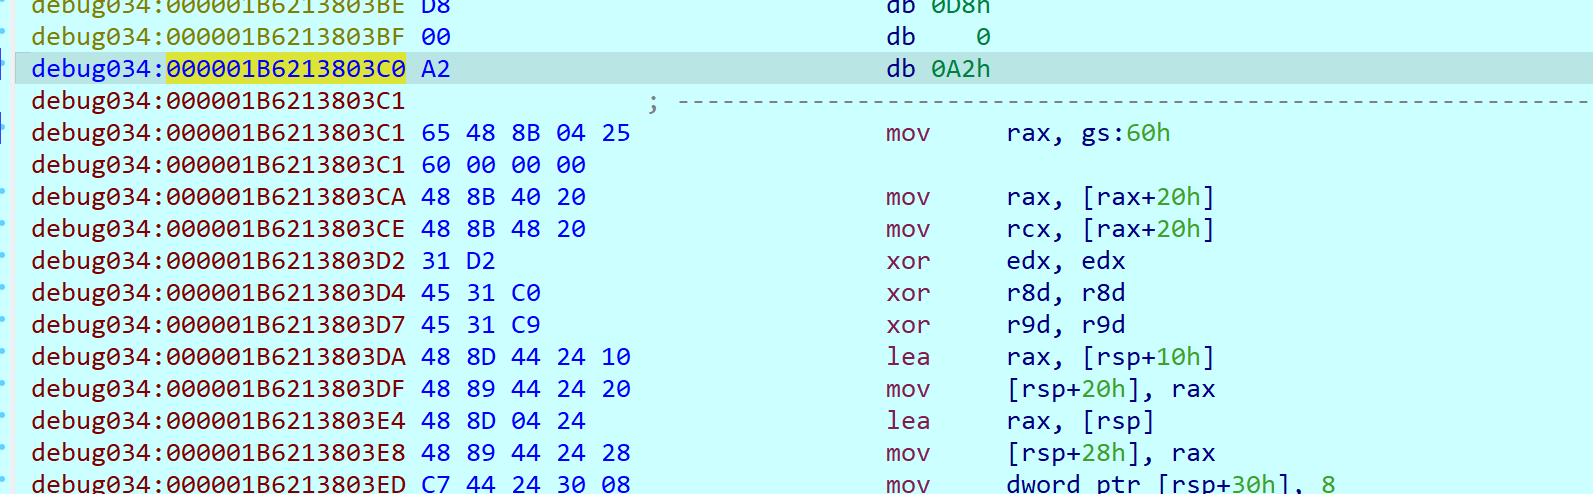 debug034:000001B6213803BE D8 db 0D8h
debug034:000001B6213803BF 00 db 0
debug034:000001B6213803C0 A2 db 0A2h
debug034:000001B6213803C1 ; -------------------------------------------------------------
debug034:000001B6213803C1 65 48 8B 04 25 mov rax, gs:60h
debug034:000001B6213803C1 60 00 00 00
debug034:000001B6213803CA 48 8B 40 20 mov rax, [rax+20h]
debug034:000001B6213803CE 48 8B 48 20 mov rcx, [rax+20h]
debug034:000001B6213803D2 31 D2 xor edx, edx
debug034:000001B6213803D4 45 31 C0 xor r8d, r8d
debug034:000001B6213803D7 45 31 C9 xor r9d, r9d
debug034:000001B6213803DA 48 8D 44 24 10 lea rax, [rsp+10h]
debug034:000001B6213803DF 48 89 44 24 20 mov [rsp+20h], rax
debug034:000001B6213803E4 48 8D 04 24 lea rax, [rsp]
debug034:000001B6213803E8 48 89 44 24 28 mov [rsp+28h], rax
debug034:000001B6213803ED C7 44 24 30 08 mov dword ptr [rsp+30h], 8